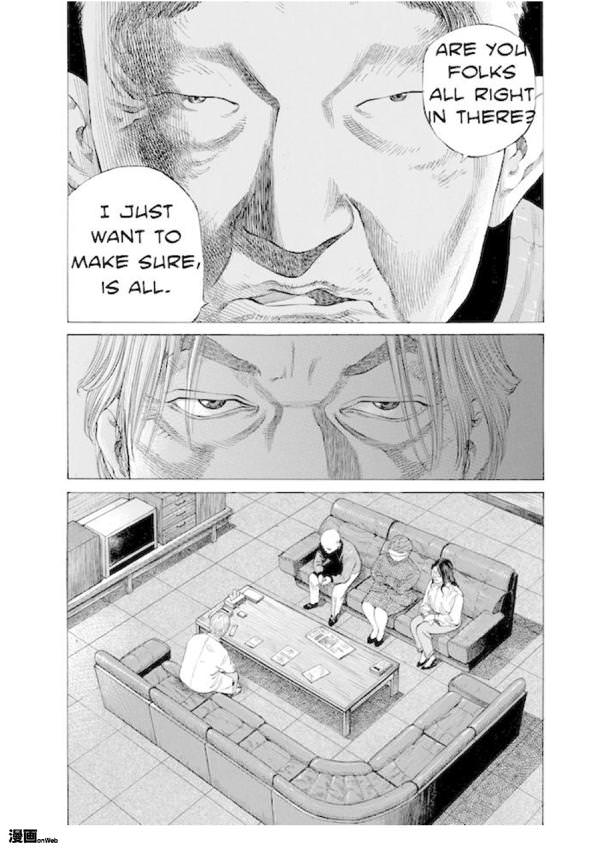 ARE YOU
FOLKS
ALL RIGHT
IN THERE?
I JUST
WANT TO
MAKE SURE,
IS ALL.
漫画onWeb